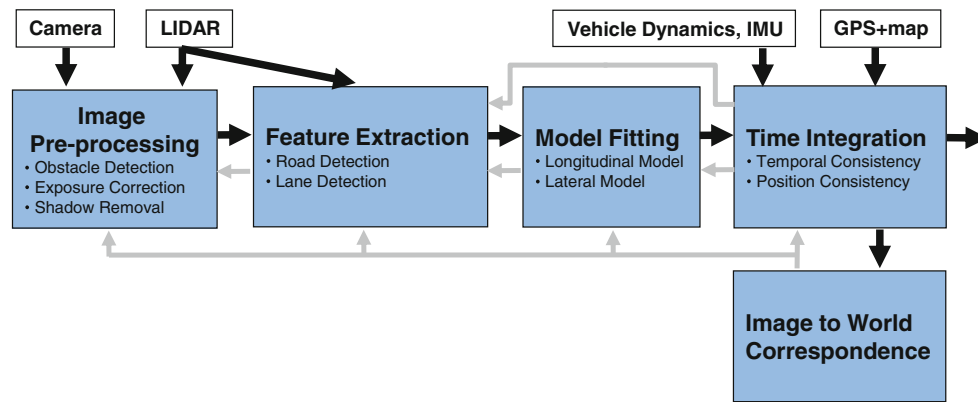 Camera
LIDAR
Vehicle Dynamics, IMU
GPS+map
Image
Pre-processing
• Obstacle Detection
• Exposure Correction
• Shadow Removal
Feature Extraction
• Road Detection
• Lane Detection
Model Fitting
• Longitudinal Model
• Lateral Model
Time Integration
• Temporal Consistency
• Position Consistency
Image to World
Correspondence